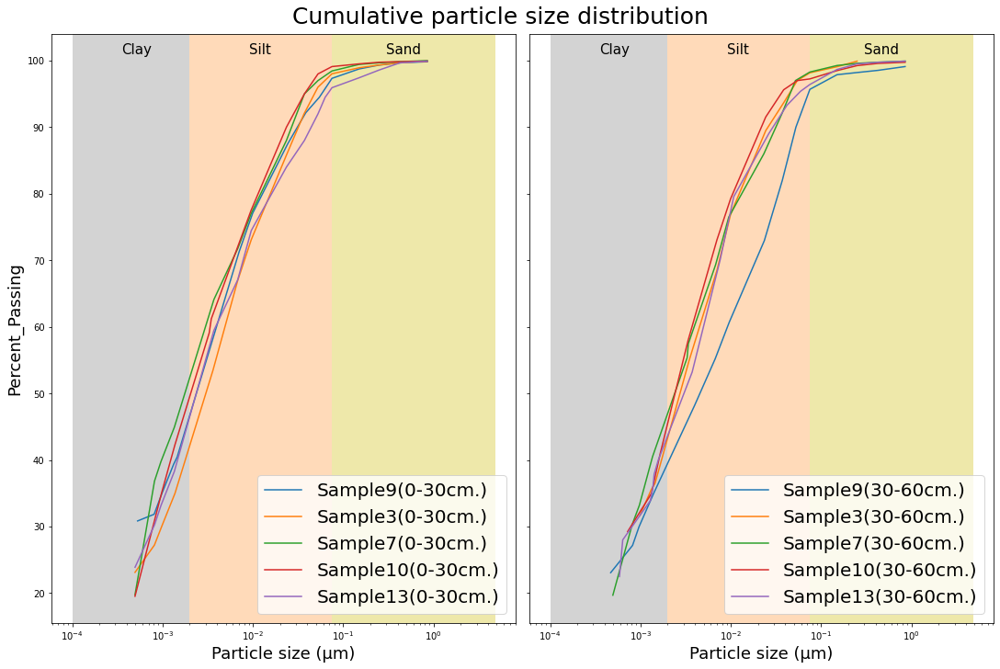 Cumulative particle size distribution
Clay Silt Sand
Clay Silt Sand
100
90
80
70
60
50
40
30
20
Percent_Passing
Sample9(0-30cm.)
Sample3(0-30cm.)
Sample7(0-30cm.)
Sample10(0-30cm.)
Sample13(0-30cm.)
Sample9(30-60cm.)
Sample3(30-60cm.)
Sample7(30-60cm.)
Sample10(30-60cm.)
Sample13(30-60cm.)
10⁻⁴ 10⁻³ 10⁻² 10⁻¹ 10⁰
10⁻⁴ 10⁻³ 10⁻² 10⁻¹ 10⁰
Particle size (μm)
Particle size (μm)